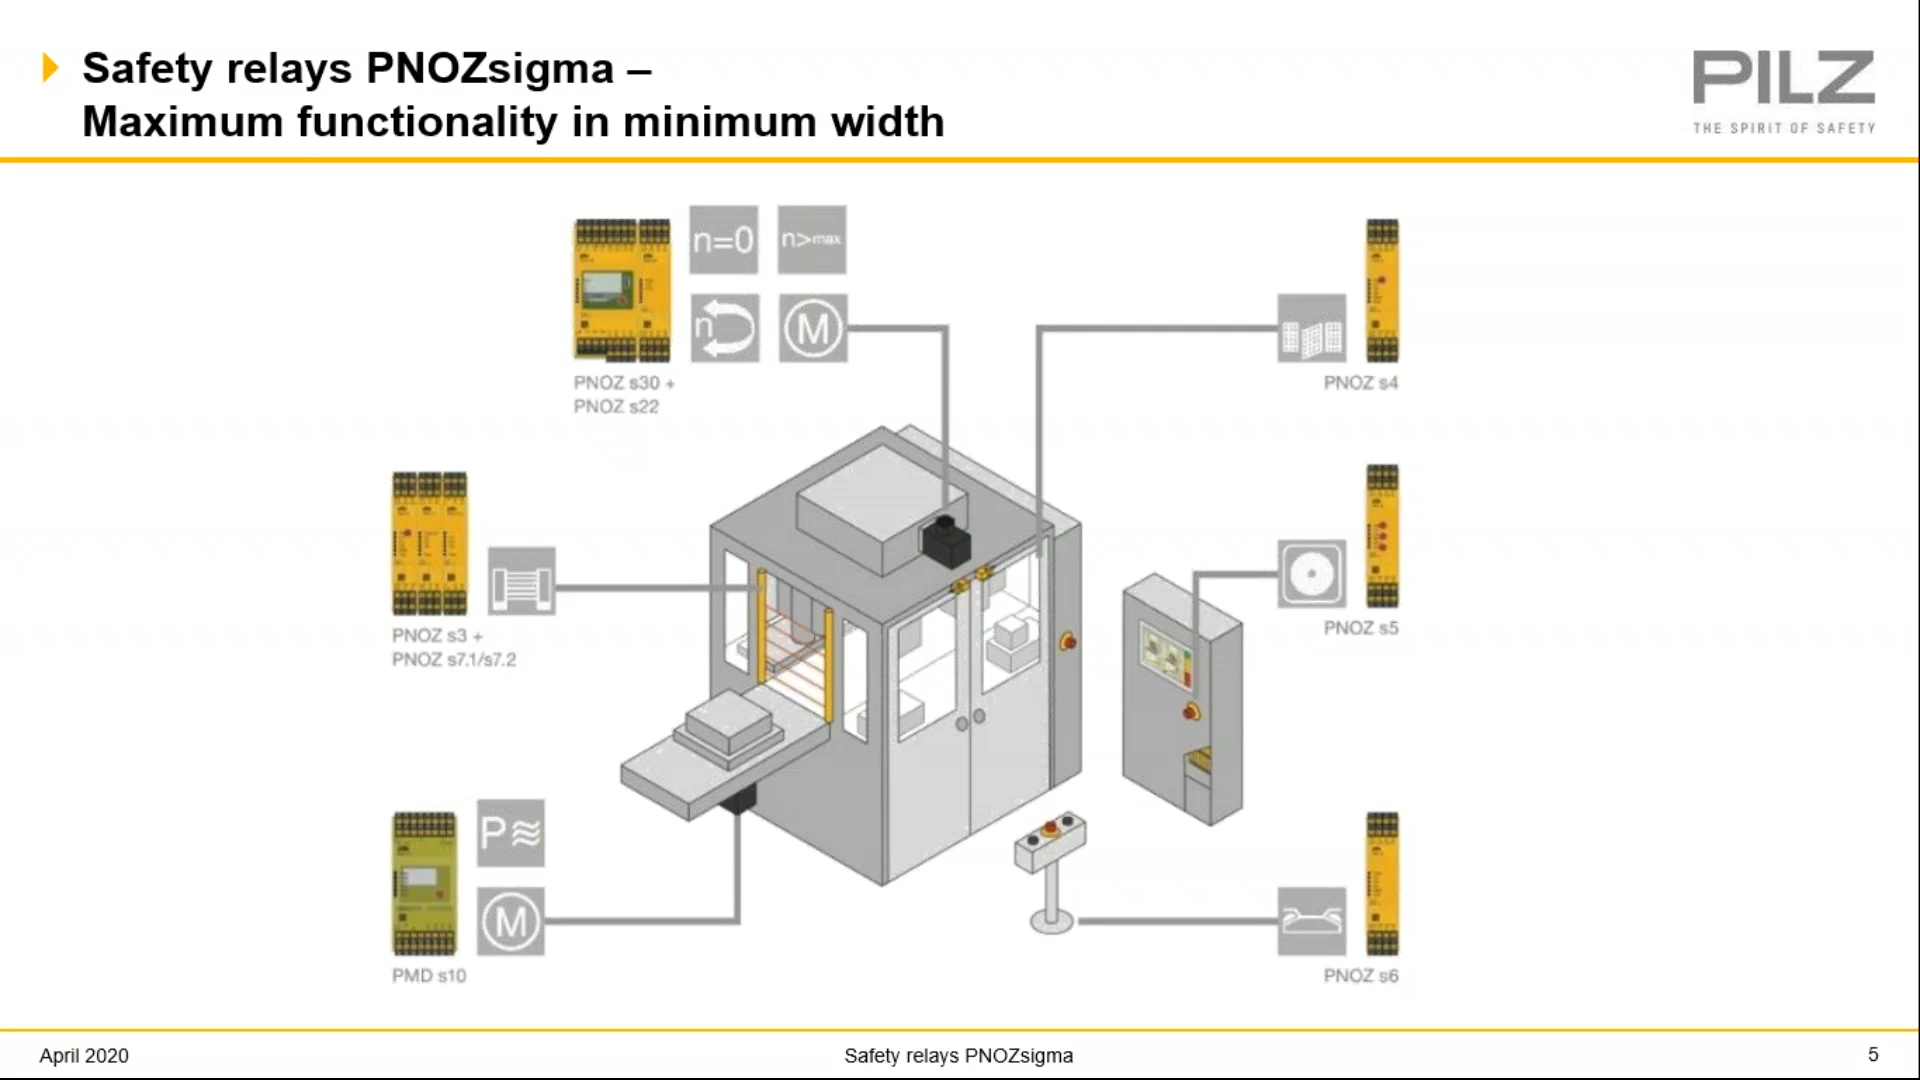 Safety relays PNOZsigma –
Maximum functionality in minimum width
PILZ
THE SPIRIT OF SAFETY
n=0
n>max
n
M
PNOZ s30 +
PNOZ s22
PNOZ s4
PNOZ s3 +
PNOZ s7.1/s7.2
PNOZ s5
P
M
PMD s10
PNOZ s6
April 2020
Safety relays PNOZsigma
5